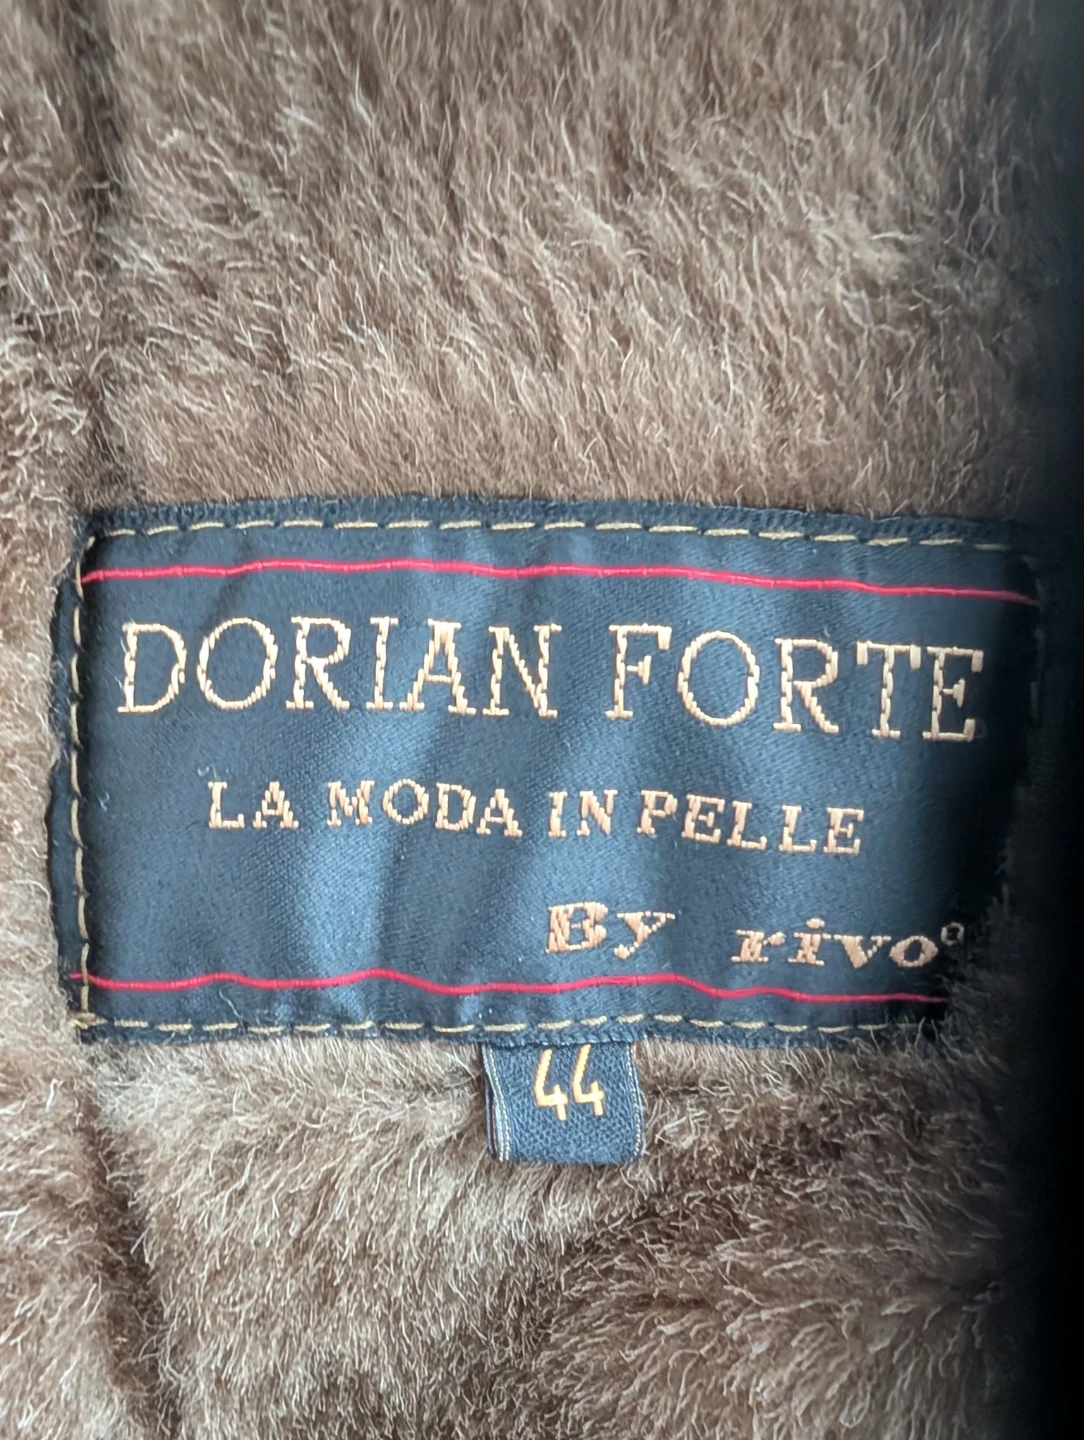 DORIAN FORTE
LA MODA IN PELLE
By rivo®
44